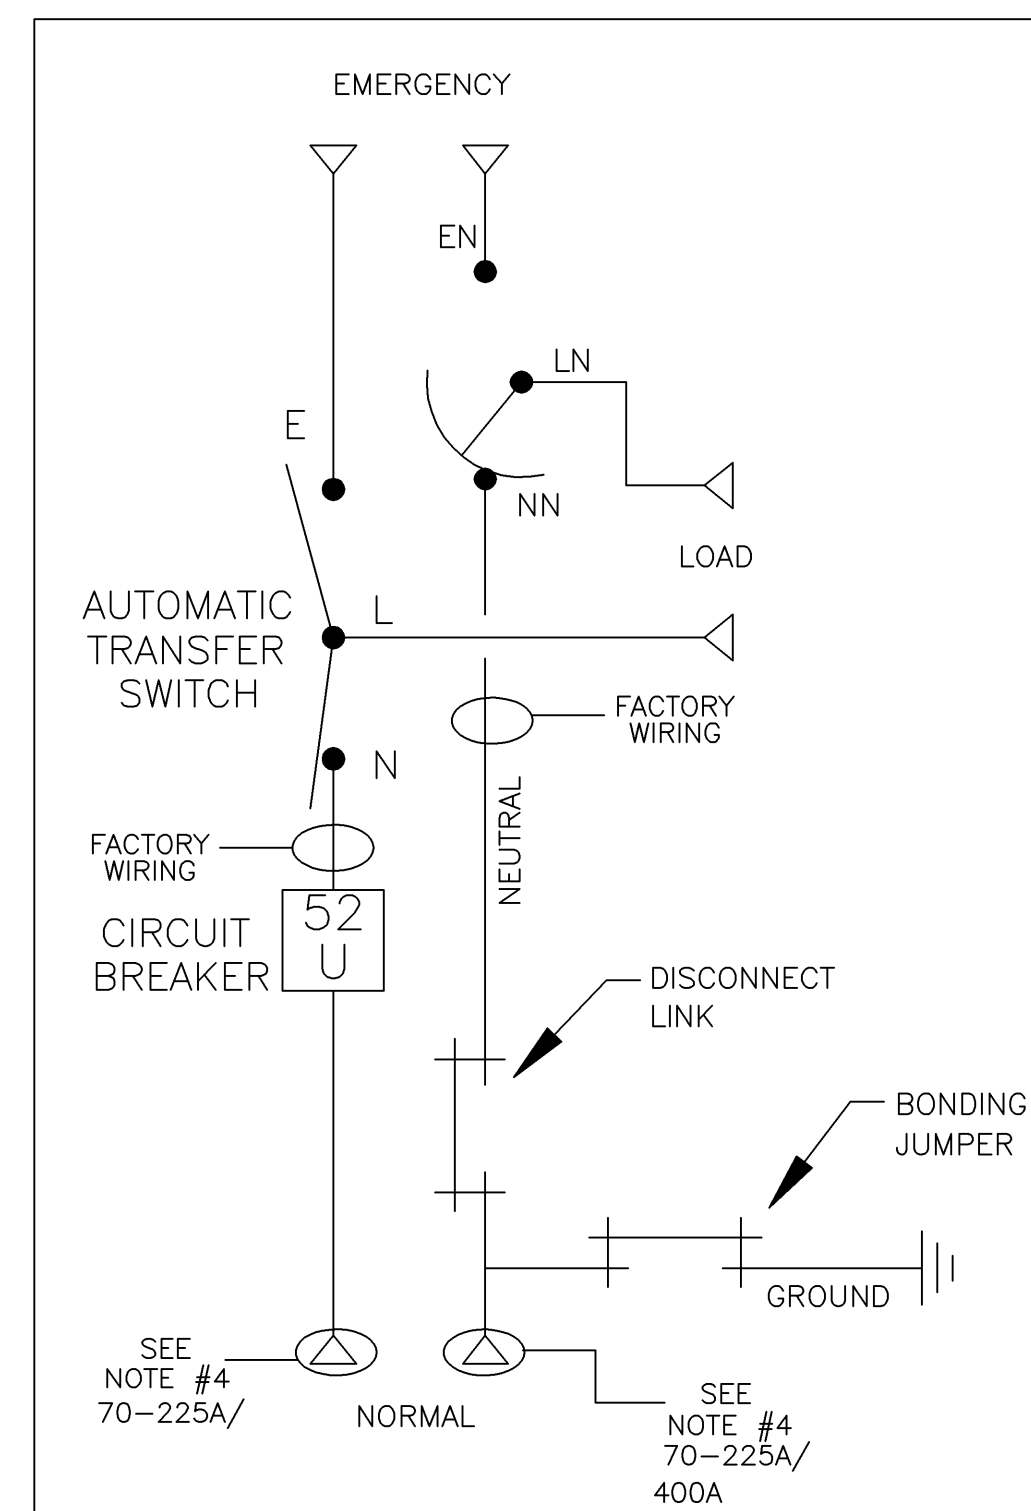 EMERGENCY
EN
LN
E
NN
LOAD
AUTOMATIC
TRANSFER
SWITCH
L
FACTORY
WIRING
N
NEUTRAL
FACTORY
WIRING
52
U
CIRCUIT
BREAKER
DISCONNECT
LINK
BONDING
JUMPER
GROUND
SEE
NOTE #4
70-225A/
NORMAL
SEE
NOTE #4
70-225A/
400A